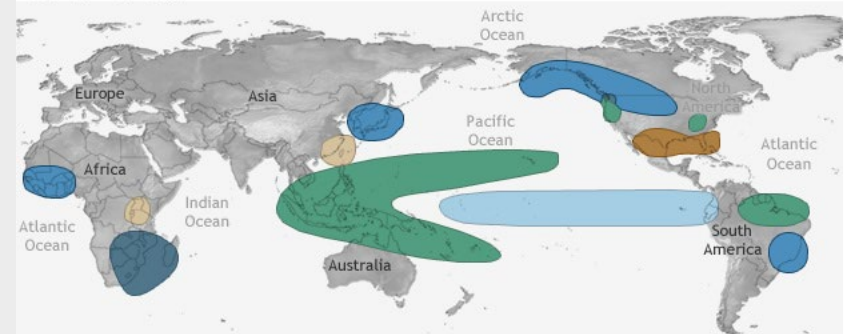 Arctic
Ocean
Europe
Asia
North
America
Pacific
Ocean
Africa
Atlantic
Ocean
Indian
Ocean
Atlantic
Ocean
South
America
Australia